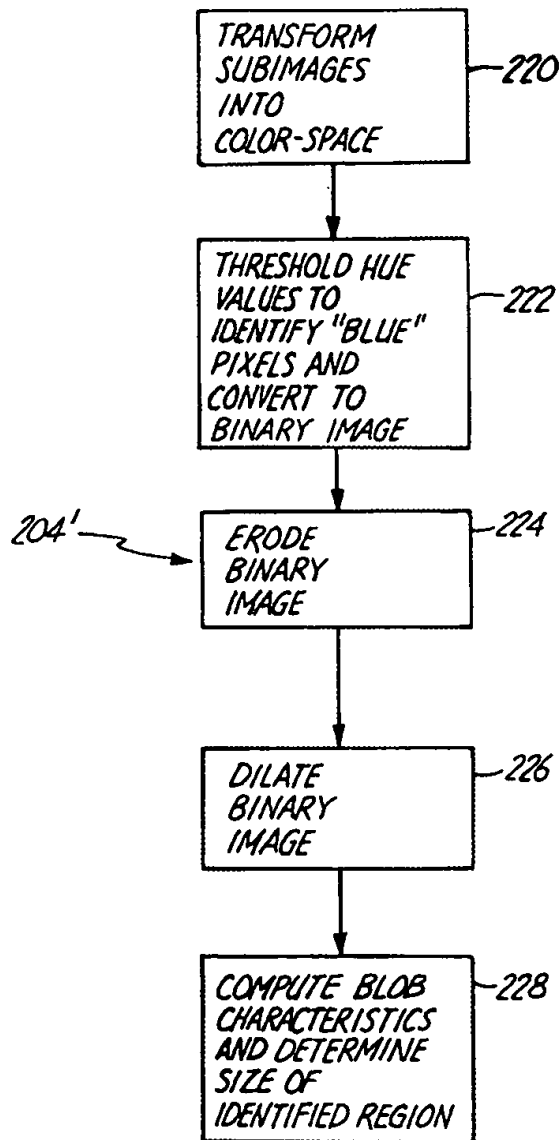 TRANSFORM
SUBIMAGES
INTO
COLOR-SPACE
220
THRESHOLD HUE
VALUES TO
IDENTIFY "BLUE"
PIXELS AND
CONVERT TO
BINARY IMAGE
222
204'
ERODE
BINARY
IMAGE
224
DILATE
BINARY
IMAGE
226
COMPUTE BLOB
CHARACTERISTICS
AND DETERMINE
SIZE OF
IDENTIFIED REGION
228